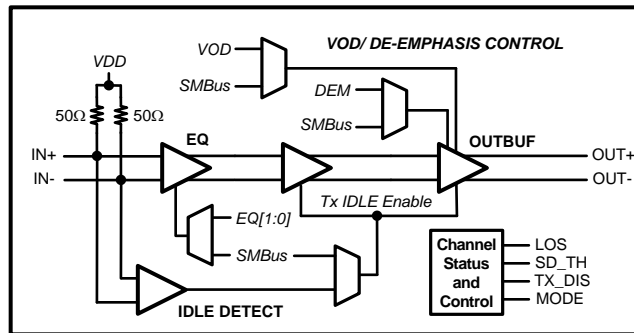 VOD
VOD/ DE-EMPHASIS CONTROL
VDD
SMBus
DEM
50Ω
50Ω
SMBus
EQ
OUTBUF
IN+
OUT+
IN-
OUT-
Tx IDLE Enable
EQ[1:0]
SMBus
IDLE DETECT
Channel
Status
and
Control
LOS
SD_TH
TX_DIS
MODE